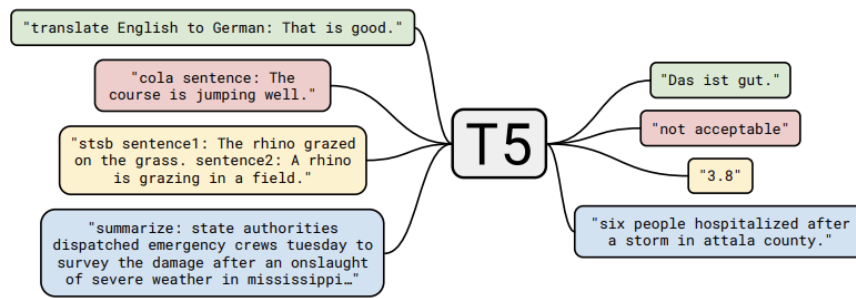 "translate English to German: That is good."
"cola sentence: The
course is jumping well."
"stsb sentence1: The rhino grazed
on the grass. sentence2: A rhino
is grazing in a field."
"summarize: state authorities
dispatched emergency crews tuesday to
survey the damage after an onslaught
of severe weather in mississippi…"
T5
"Das ist gut."
"not acceptable"
"3.8"
"six people hospitalized after
a storm in attala county."